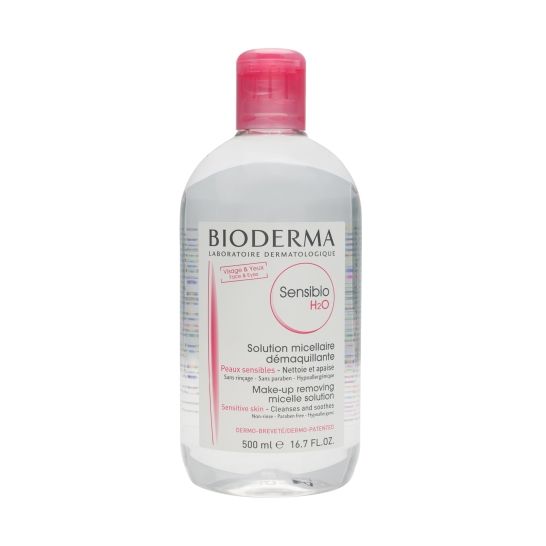 BIODERMA
LABORATOIRE DERMATOLOGIQUE
Visage & Yeux
Face & Eyes
Sensibio
H2O
Solution micellaire
démaquillante
Peaux sensibles - Nettoie et apaise
Sans rinçage - Sans paraben - Hypoallergénique
Make-up removing
micelle solution
Sensitive skin - Cleanses and soothes
Non-rinse - Paraben free - Hypoallergenic
DERMO-BREVETÉ/DERMO-PATENTED
500 ml ℮ 16.7 FL.OZ.